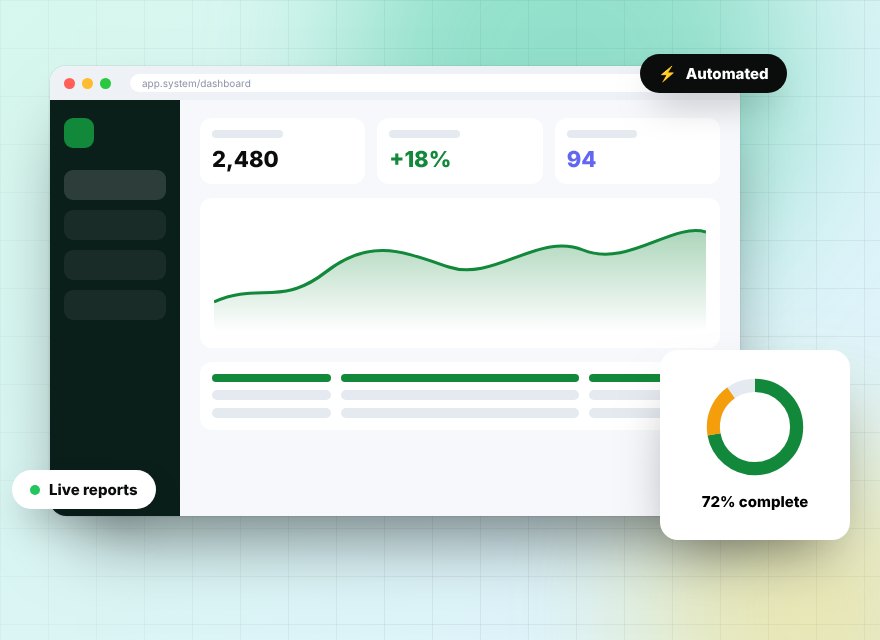 ⚡ Automated
app.system/dashboard
2,480
+18%
94
72% complete
Live reports